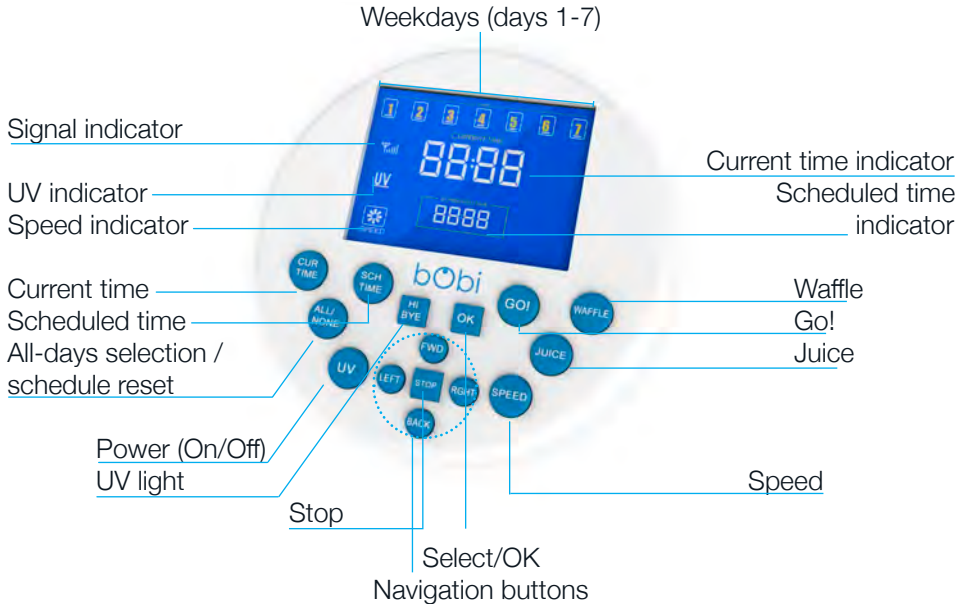 Weekdays (days 1-7)
1 2 3 4 5 6 7
Signal indicator
CURRENT TIME
88:88
Current time indicator
UV indicator
UV
Scheduled time
indicator
Speed indicator
8888
SPEED
bObi
CUR
TIME
SCH
TIME
HI
BYE
OK
GO!
WAFFLE
ALL/
NONE
FWD
JUICE
UV
LEFT
STOP
RGHT
SPEED
BACK
Current time
Scheduled time
All-days selection /
schedule reset
Waffle
Go!
Juice
Power (On/Off)
UV light
Speed
Stop
Select/OK
Navigation buttons